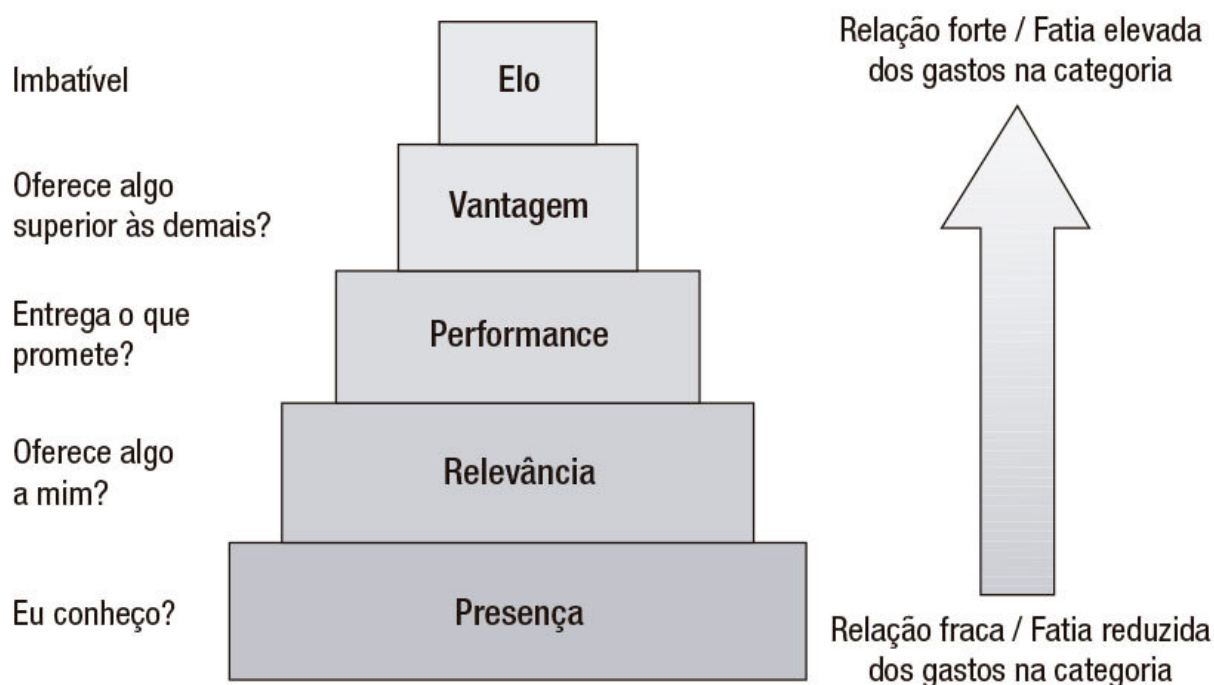 Relação forte / Fatia elevada
dos gastos na categoria
Imbatível
Elo
Oferece algo
superior às demais?
Vantagem
Entrega o que
promete?
Performance
Oferece algo
a mim?
Relevância
Eu conheço?
Presença
Relação fraca / Fatia reduzida
dos gastos na categoria